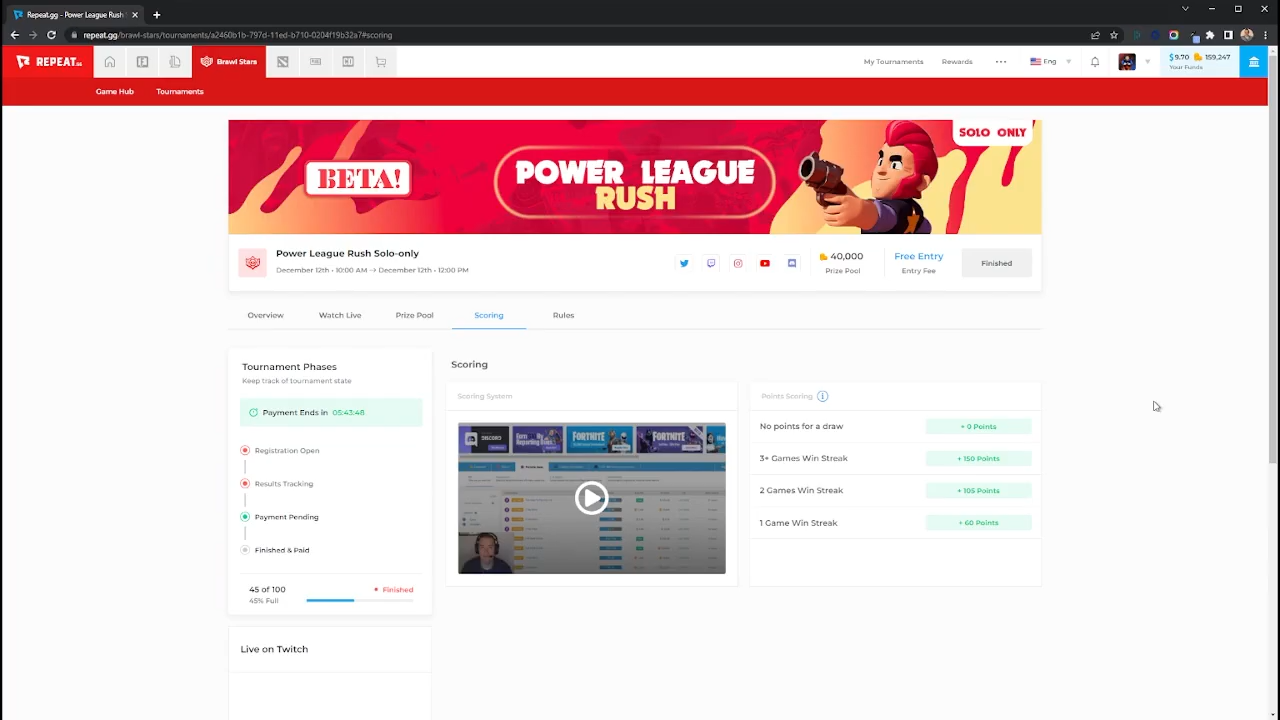 Repeat.gg - Brawl Stars - Tourn
repeat.gg/brawl-stars/tournaments/a2460b1b-797d-11ed-b710-0204f19b32a7#scoring
REPEAT.GG
Brawl Stars
My Tournaments
Rewards
Eng
$9.70
159,247
Your Funds
Game Hub
Tournaments
BETA!
POWER LEAGUE
RUSH
SOLO ONLY
Power League Rush Solo-only
December 12th • 10:00 AM -> December 12th • 12:00 PM
40,000
Prize Pool
Free Entry
Entry Fee
Finished
Overview
Watch Live
Prize Pool
Scoring
Rules
Tournament Phases
Keep track of tournament state
Payment Ends in 05:43:48
Registration Open
Results Tracking
Payment Pending
Finished & Paid
45 of 100
Finished
45% Full
Live on Twitch
Scoring
Scoring System
DISCORD
FORTNITE
FORTNITE
Points Scoring
No points for a draw
+ 0 Points
3+ Games Win Streak
+ 150 Points
2 Games Win Streak
+ 105 Points
1 Game Win Streak
+ 60 Points